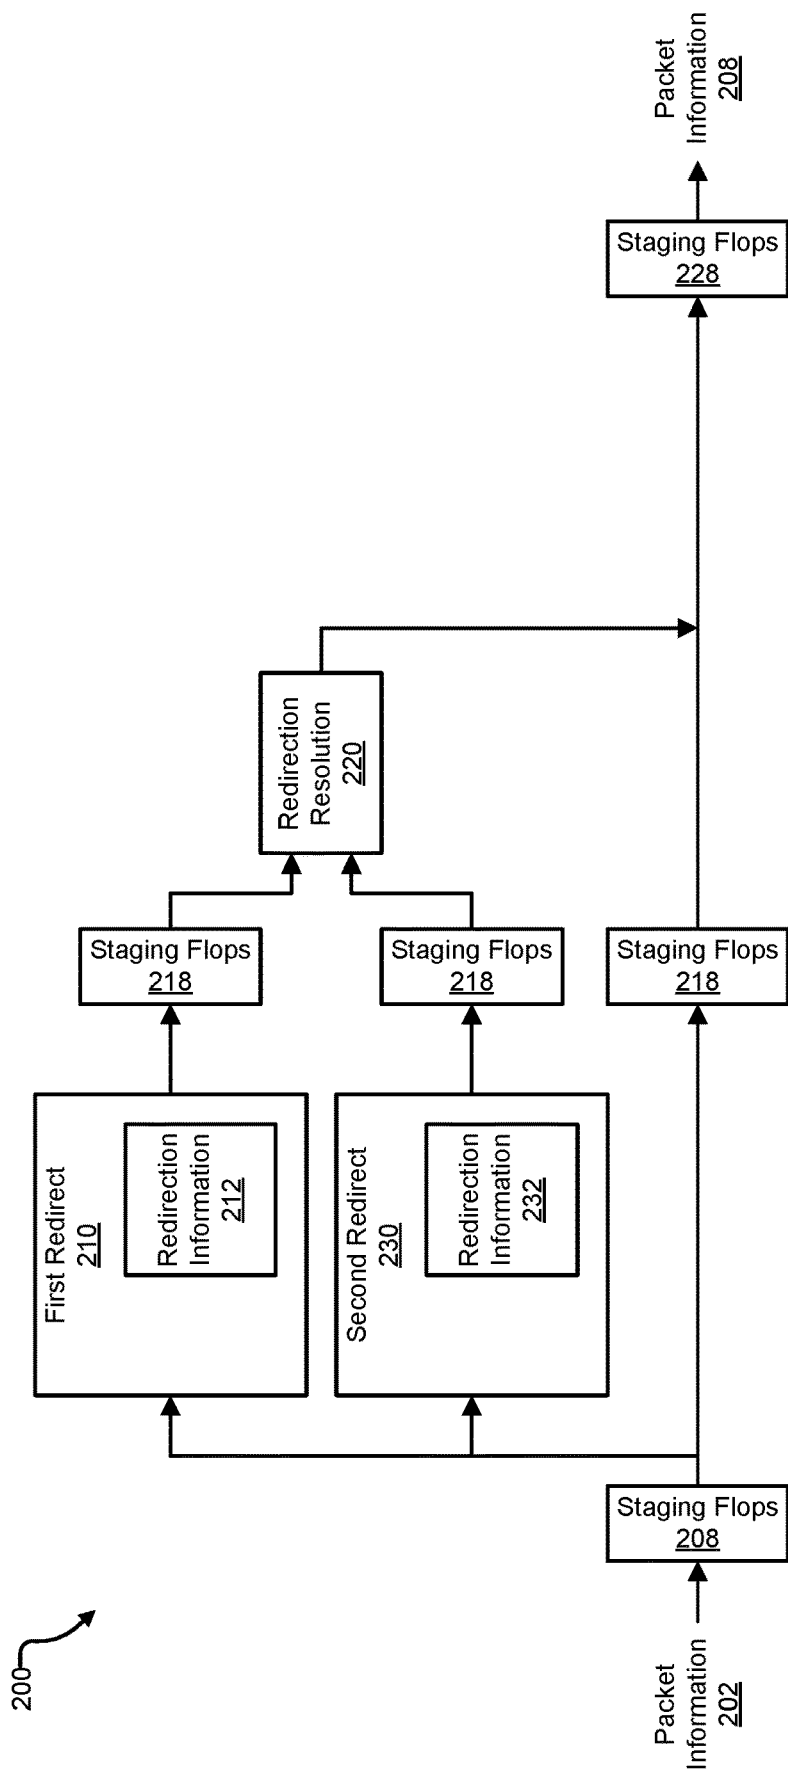 200
Packet
Information
202
Staging Flops
208
First Redirect
210
Redirection
Information
212
Second Redirect
230
Redirection
Information
232
Staging Flops
218
Staging Flops
218
Staging Flops
218
Redirection
Resolution
220
Staging Flops
228
Packet
Information
208